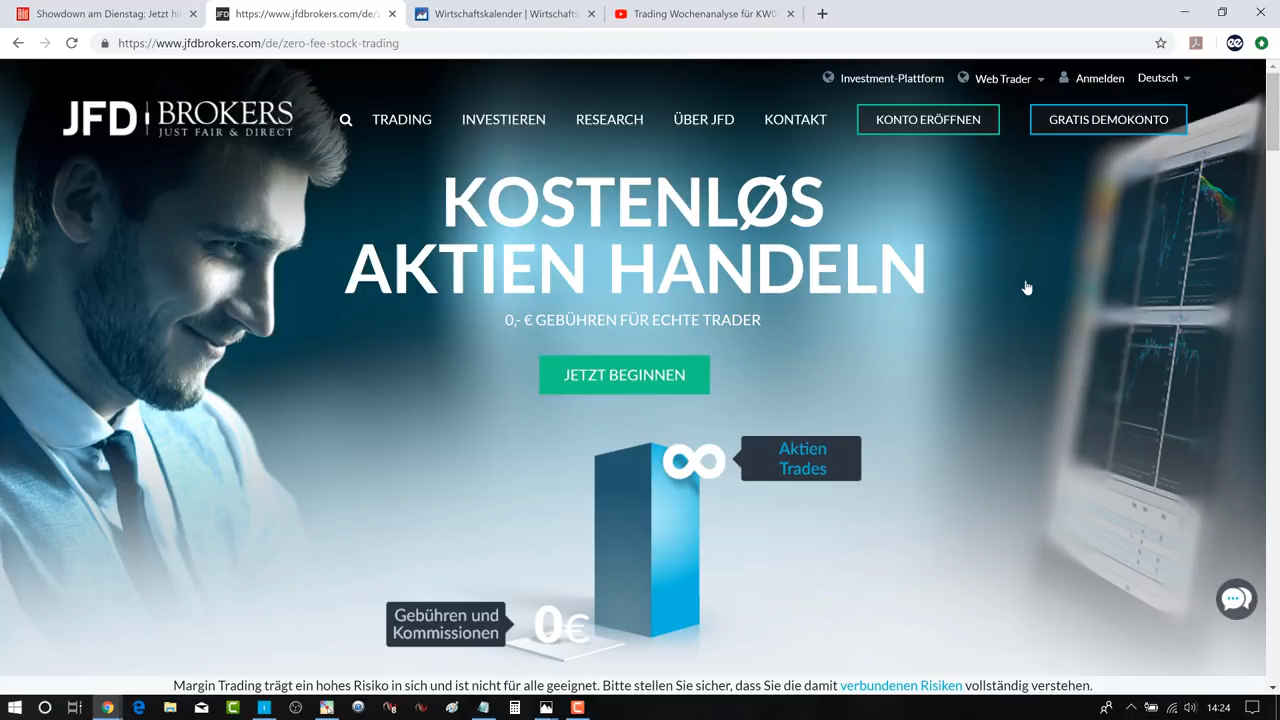 Showdown am Dienstag: Jetzt hi
https://www.jfdbrokers.com/de/z
Wirtschaftskalender | Wirtschafts
Trading Wochenanalyse für KW0
https://www.jfdbrokers.com/de/zero-fee-stock-trading
Investment-Plattform
Web Trader
Anmelden
Deutsch
JFD | BROKERS
JUST FAIR & DIRECT
TRADING
INVESTIEREN
RESEARCH
ÜBER JFD
KONTAKT
KONTO ERÖFFNEN
GRATIS DEMOKONTO
KOSTENLØS
AKTIEN HANDELN
0,- € GEBÜHREN FÜR ECHTE TRADER
JETZT BEGINNEN
∞
Aktien
Trades
Gebühren und
Kommissionen
0€
Margin Trading trägt ein hohes Risiko in sich und ist nicht für alle geeignet. Bitte stellen Sie sicher, dass Sie die damit verbundenen Risiken vollständig verstehen.
14:24